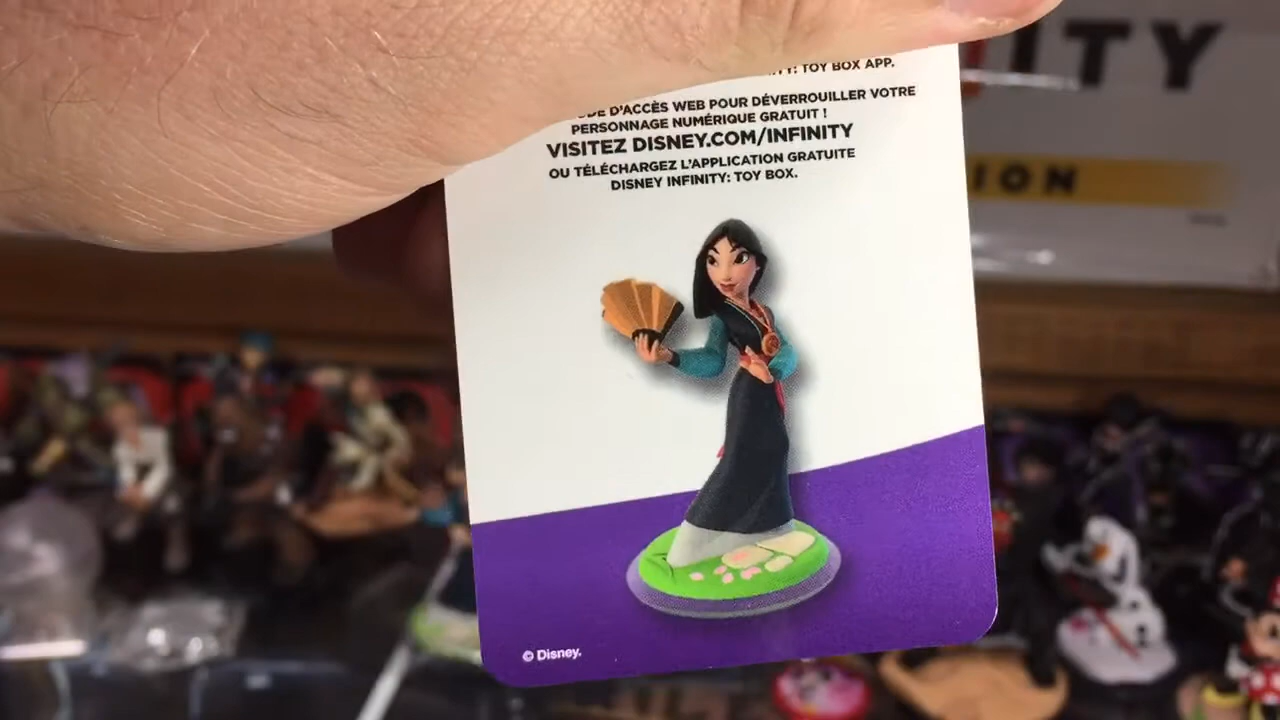 TOY BOX APP.
D'ACCÈS WEB POUR DÉVERROUILLER VOTRE
PERSONNAGE NUMÉRIQUE GRATUIT !
VISITEZ DISNEY.COM/INFINITY
OU TÉLÉCHARGEZ L'APPLICATION GRATUITE
DISNEY INFINITY: TOY BOX.
© Disney.
ITY
ION